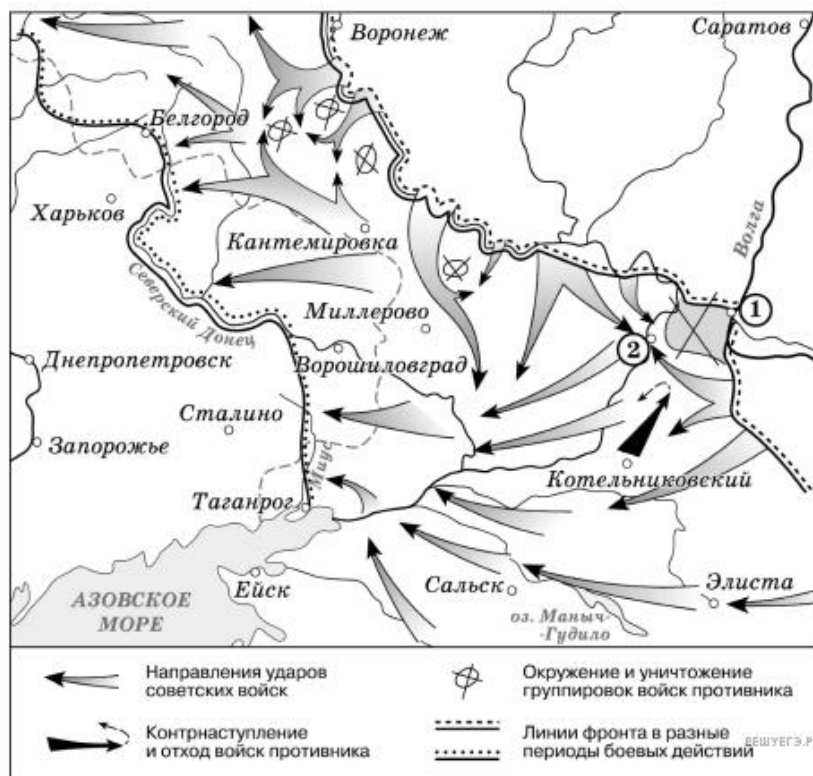 Воронеж
Саратов
Белгород
Харьков
Волга
Кантемировка
Северский Донец
Миллерово
1
2
Днепропетровск
Ворошиловград
Сталино
Запорожье
Миус
Котельниковский
Таганрог
АЗОВСКОЕ
МОРЕ
Ейск
Сальск
Элиста
оз. Маныч-
-Гудило
Направления ударов
советских войск
Окружение и уничтожение
группировок войск противника
Контрнаступление
и отход войск противника
Линии фронта в разные
периоды боевых действий